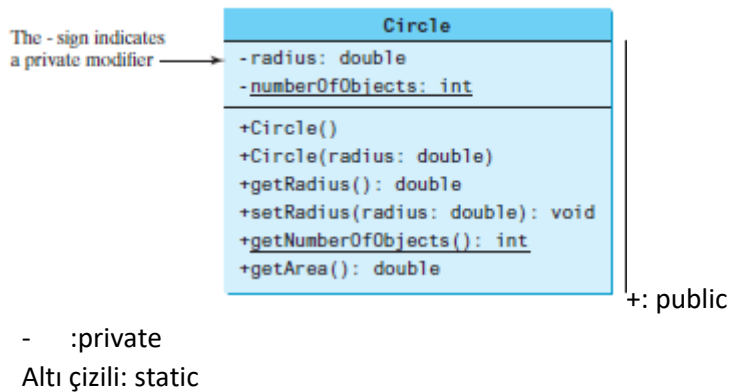 Circle
The - sign indicates
a private modifier
-radius: double
-numberOfObjects: int
+Circle()
+Circle(radius: double)
+getRadius(): double
+setRadius(radius: double): void
+getNumberOfObjects(): int
+getArea(): double
+: public
- :private
Altı çizili: static